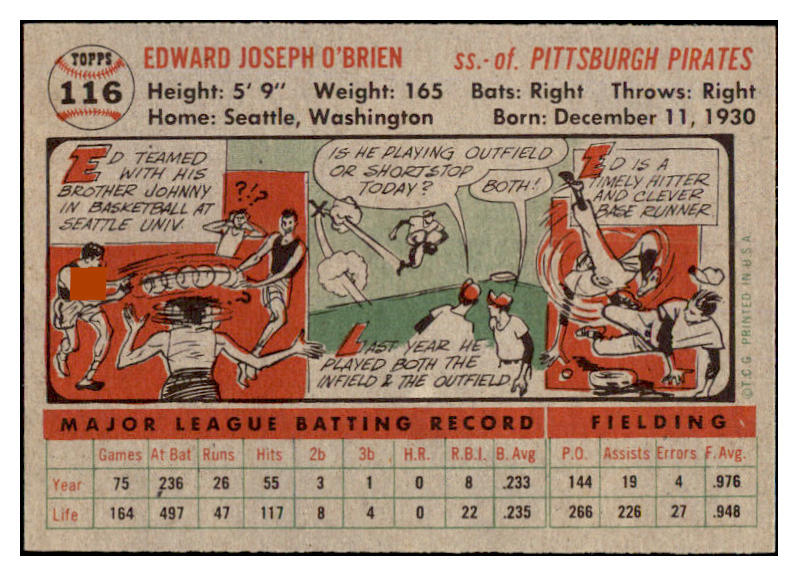 TOPPS
116
EDWARD JOSEPH O'BRIEN ss.-of. PITTSBURGH PIRATES
Height: 5' 9" Weight: 165 Bats: Right Throws: Right
Home: Seattle, Washington Born: December 11, 1930
ED TEAMED
WITH HIS
BROTHER JOHNNY
IN BASKETBALL AT
SEATTLE UNIV.
?!?
?
IS HE PLAYING OUTFIELD
OR SHORTSTOP
TODAY?
BOTH!
LAST YEAR HE
PLAYED BOTH THE
INFIELD & THE OUTFIELD
ED IS A
TIMELY HITTER
AND CLEVER
BASE RUNNER.
© T.C.G. PRINTED IN U.S.A.
MAJOR LEAGUE BATTING RECORD FIELDING
Games At Bat Runs Hits 2b 3b H.R. R.B.I. B. Avg P.O. Assists Errors F. Avg.
Year 75 236 26 55 3 1 0 8 .233 144 19 4 .976
Life 164 497 47 117 8 4 0 22 .235 266 226 27 .948